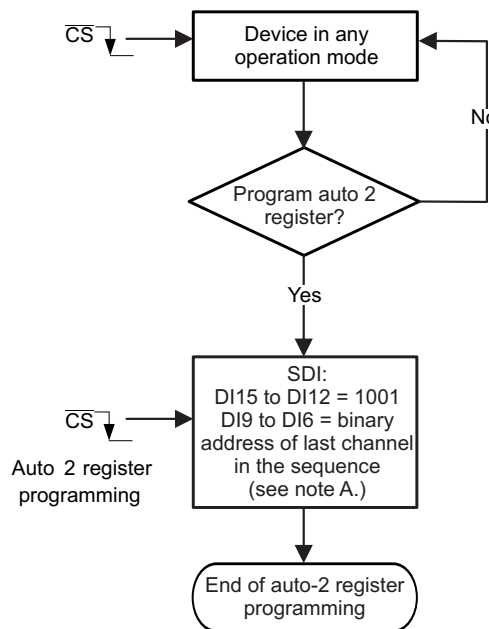 CS
Device in any
operation mode
No
Program auto 2
register?
Yes
SDI:
DI15 to DI12 = 1001
DI9 to DI6 = binary
address of last channel
in the sequence
(see note A.)
CS
Auto 2 register
programming
End of auto-2 register
programming